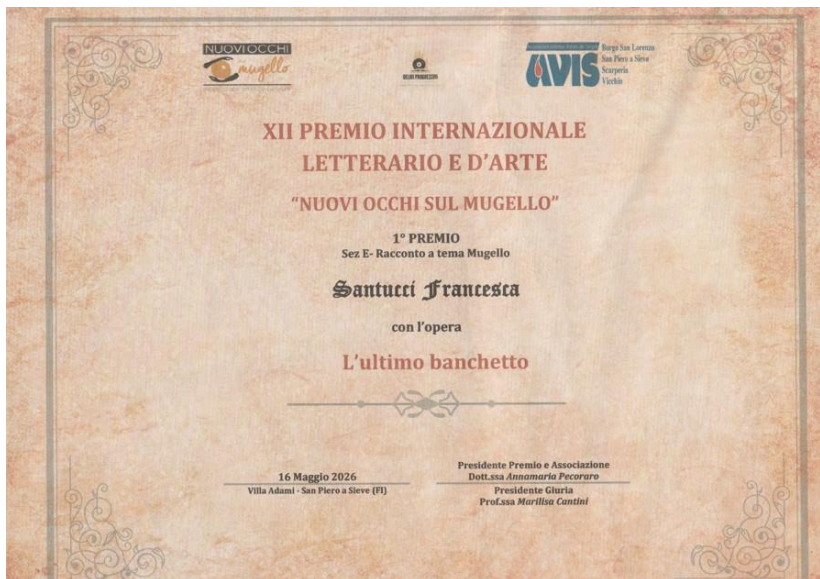 NUOVI OCCHI
mugello
AVIS
Borgo San Lorenzo
San Piero a Sieve
Scarperia
Vicchio
XII PREMIO INTERNAZIONALE
LETTERARIO E D'ARTE
"NUOVI OCCHI SUL MUGELLO"
1° PREMIO
Sez E- Racconto a tema Mugello
Santucci Francesca
con l'opera
L'ultimo banchetto
16 Maggio 2026
Villa Adami - San Piero a Sieve (FI)
Presidente Premio e Associazione
Dott.ssa Annamaria Pecoraro
Presidente Giuria
Prof.ssa Marilisa Cantini